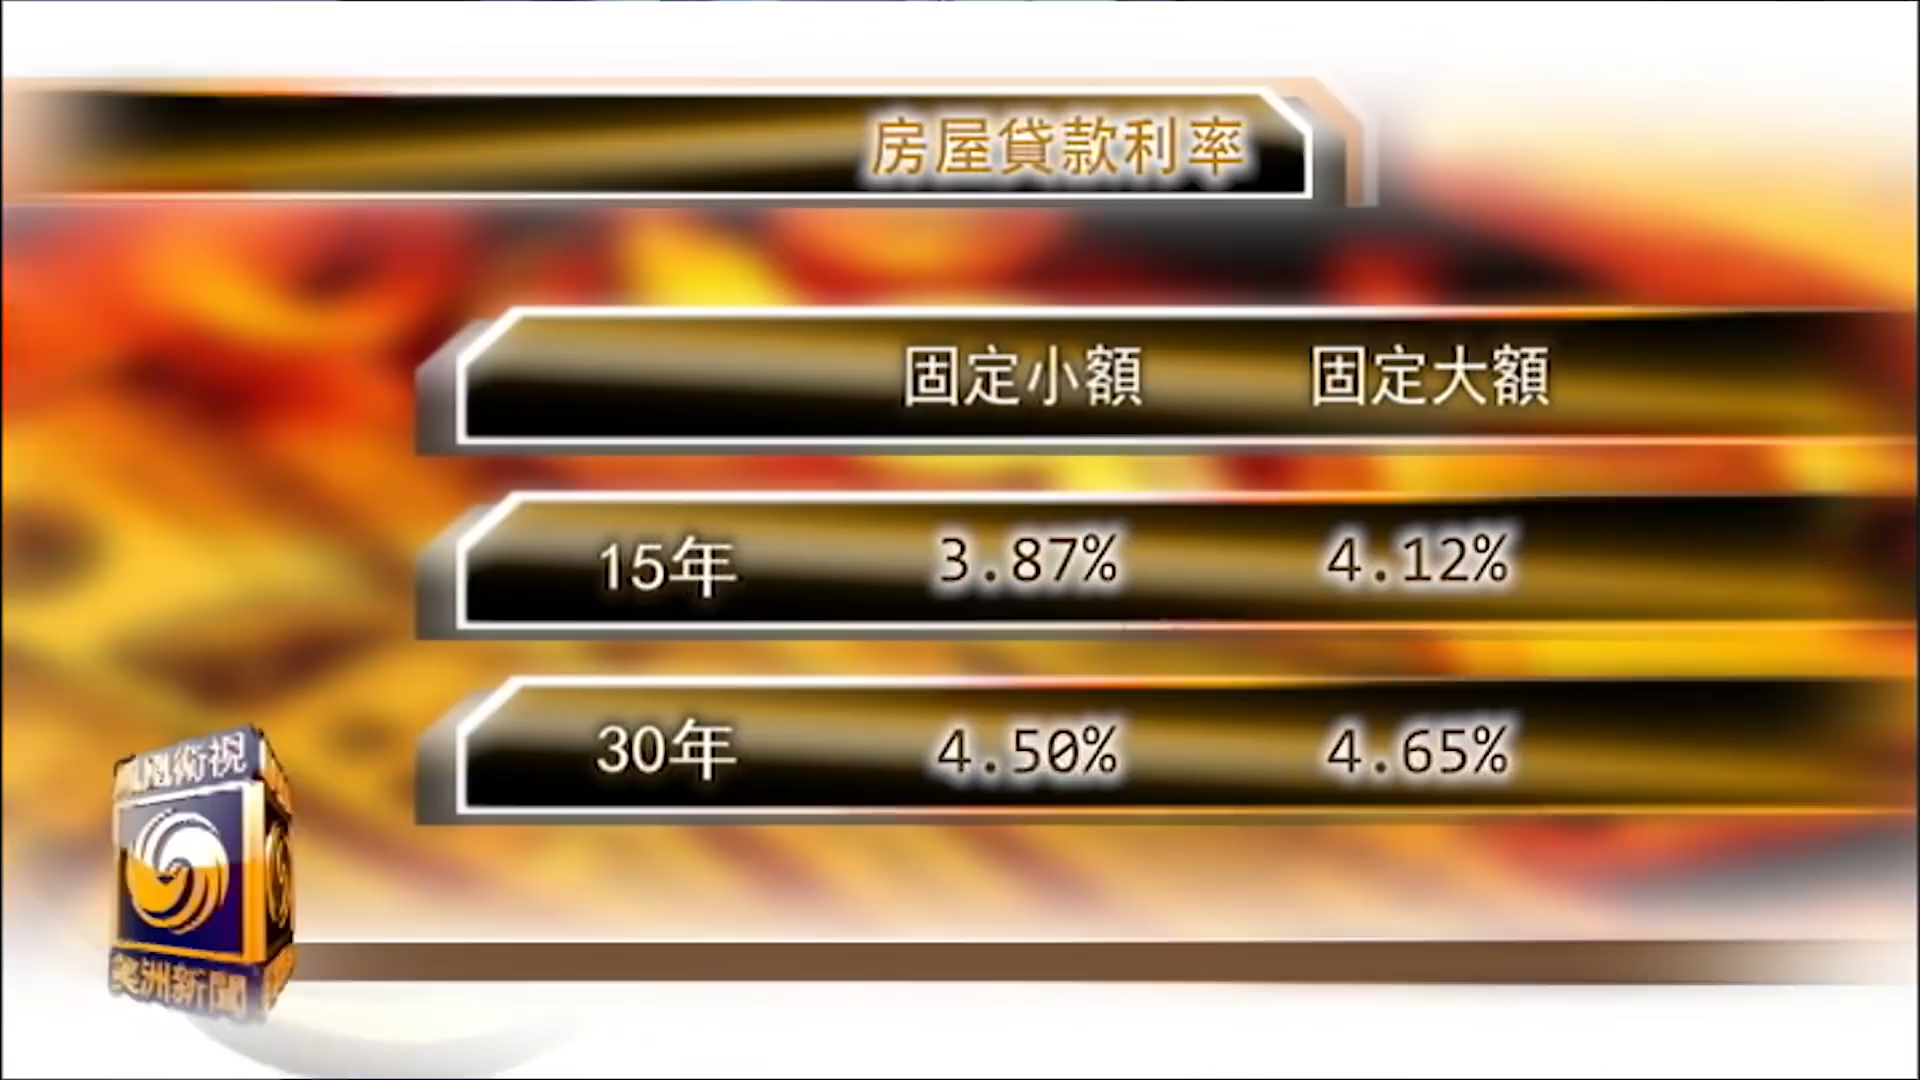 房屋貸款利率
固定小額 固定大額
15年 3.87% 4.12%
30年 4.50% 4.65%
鳳凰衛視
美洲新聞